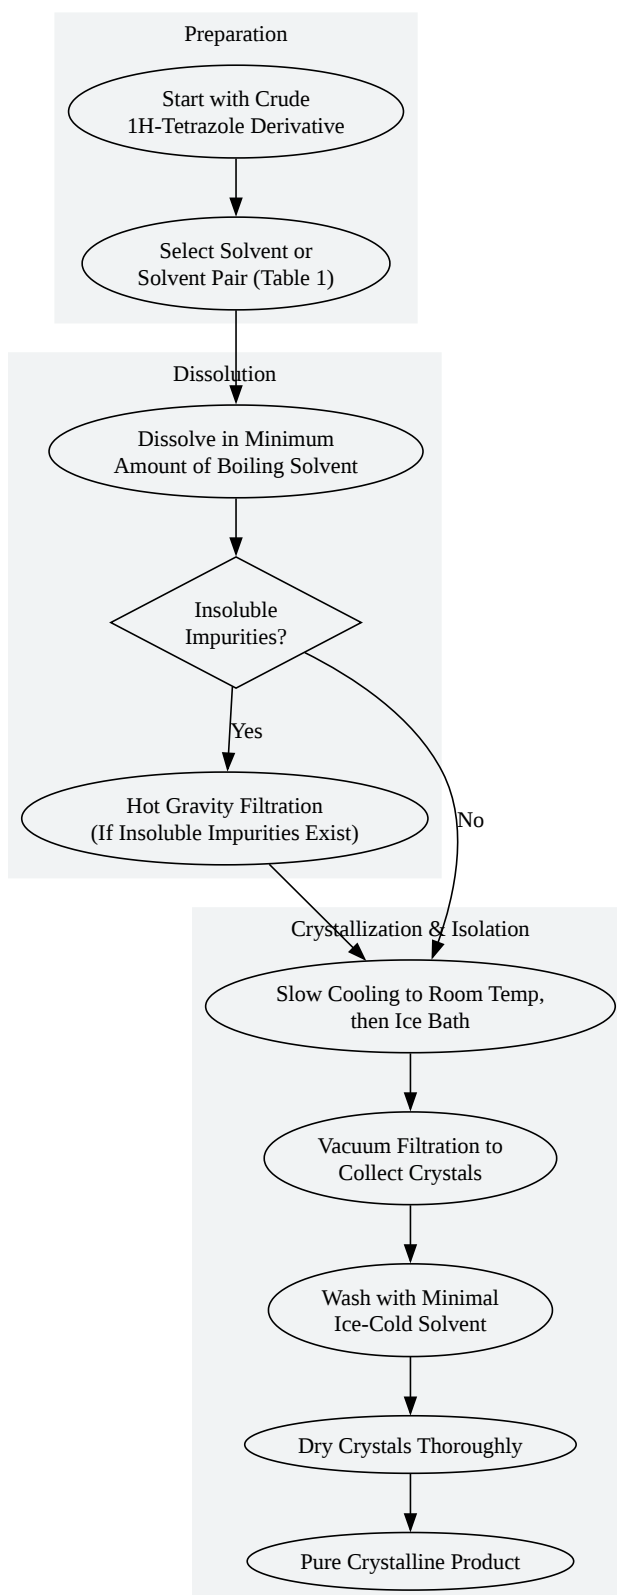 Preparation
Start with Crude
1H-Tetrazole Derivative
Select Solvent or
Solvent Pair (Table 1)
Dissolution
Dissolve in Minimum
Amount of Boiling Solvent
Insoluble
Impurities?
Yes
Hot Gravity Filtration
(If Insoluble Impurities Exist)
No
Crystallization & Isolation
Slow Cooling to Room Temp,
then Ice Bath
Vacuum Filtration to
Collect Crystals
Wash with Minimal
Ice-Cold Solvent
Dry Crystals Thoroughly
Pure Crystalline Product